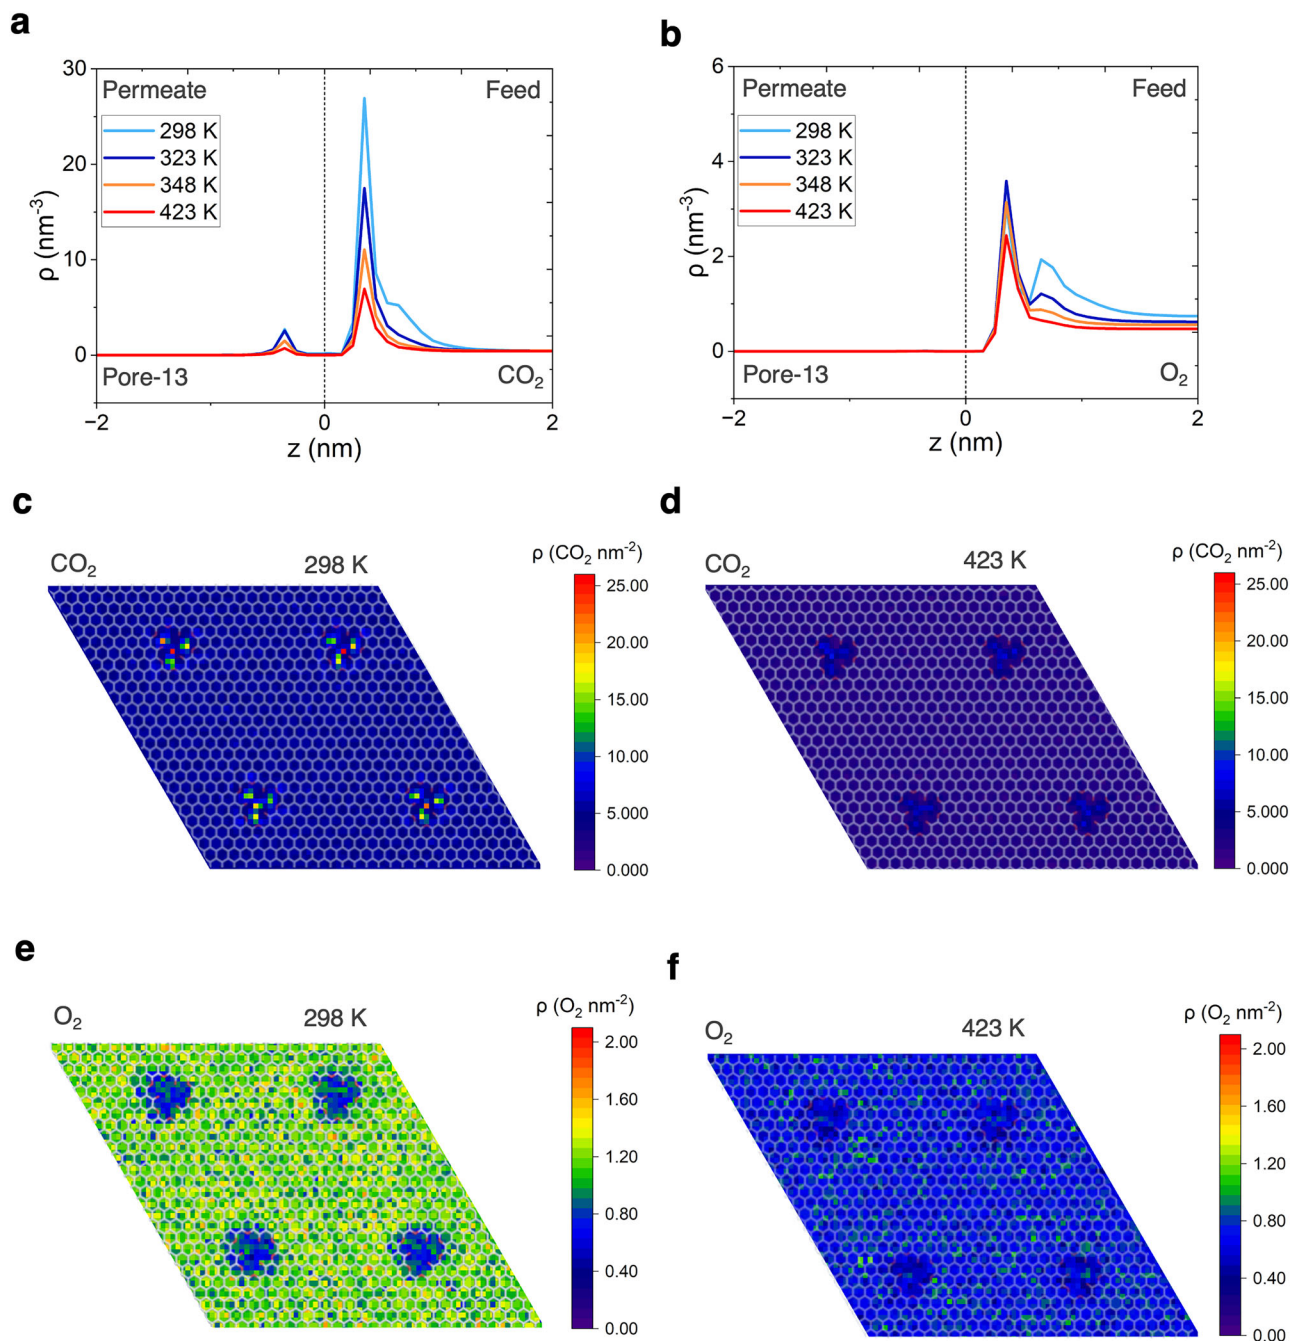 a
30
20
10
0
ρ (nm⁻³)
Permeate
Feed
298 K
323 K
348 K
423 K
Pore-13
CO₂
−2
0
2
z (nm)
b
6
4
2
0
ρ (nm⁻³)
Permeate
Feed
298 K
323 K
348 K
423 K
Pore-13
O₂
−2
0
2
z (nm)
c
CO₂
298 K
ρ (CO₂ nm⁻²)
25.00
20.00
15.00
10.00
5.000
0.000
d
CO₂
423 K
ρ (CO₂ nm⁻²)
25.00
20.00
15.00
10.00
5.000
0.000
e
O₂
298 K
ρ (O₂ nm⁻²)
2.00
1.60
1.20
0.80
0.40
0.00
f
O₂
423 K
ρ (O₂ nm⁻²)
2.00
1.60
1.20
0.80
0.40
0.00